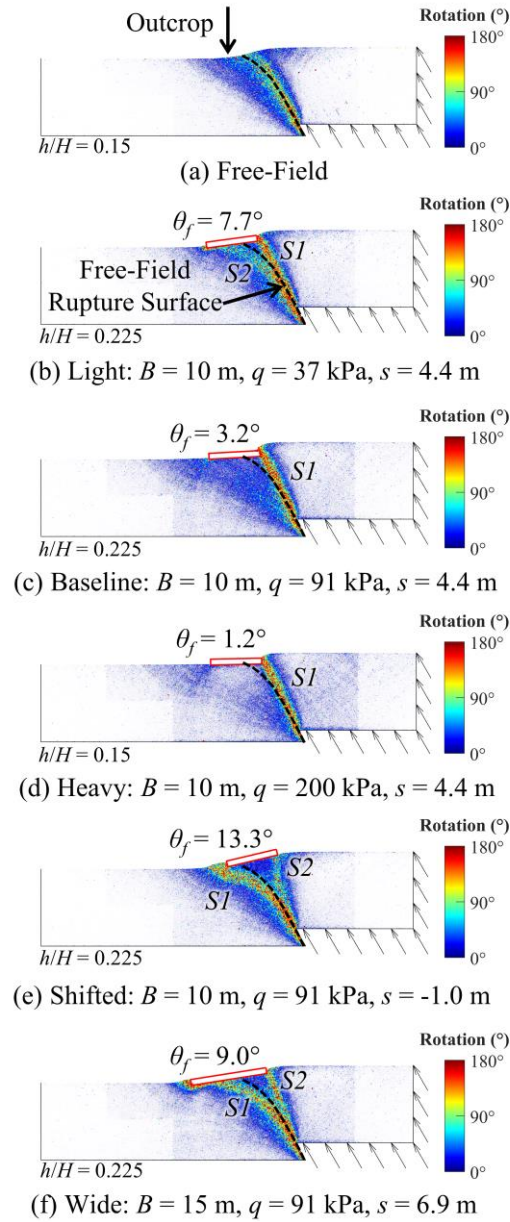 Rotation (°)
Outcrop
180°
90°
0°
h/H = 0.15
(a) Free-Field
Rotation (°)
θf = 7.7°
180°
S1
S2
Free-Field
Rupture Surface
90°
0°
h/H = 0.225
(b) Light: B = 10 m, q = 37 kPa, s = 4.4 m
Rotation (°)
θf = 3.2°
180°
S1
90°
0°
h/H = 0.225
(c) Baseline: B = 10 m, q = 91 kPa, s = 4.4 m
Rotation (°)
θf = 1.2°
180°
S1
90°
0°
h/H = 0.15
(d) Heavy: B = 10 m, q = 200 kPa, s = 4.4 m
Rotation (°)
θf = 13.3°
180°
S2
S1
90°
0°
h/H = 0.225
(e) Shifted: B = 10 m, q = 91 kPa, s = -1.0 m
Rotation (°)
θf = 9.0°
180°
S2
S1
90°
0°
h/H = 0.225
(f) Wide: B = 15 m, q = 91 kPa, s = 6.9 m